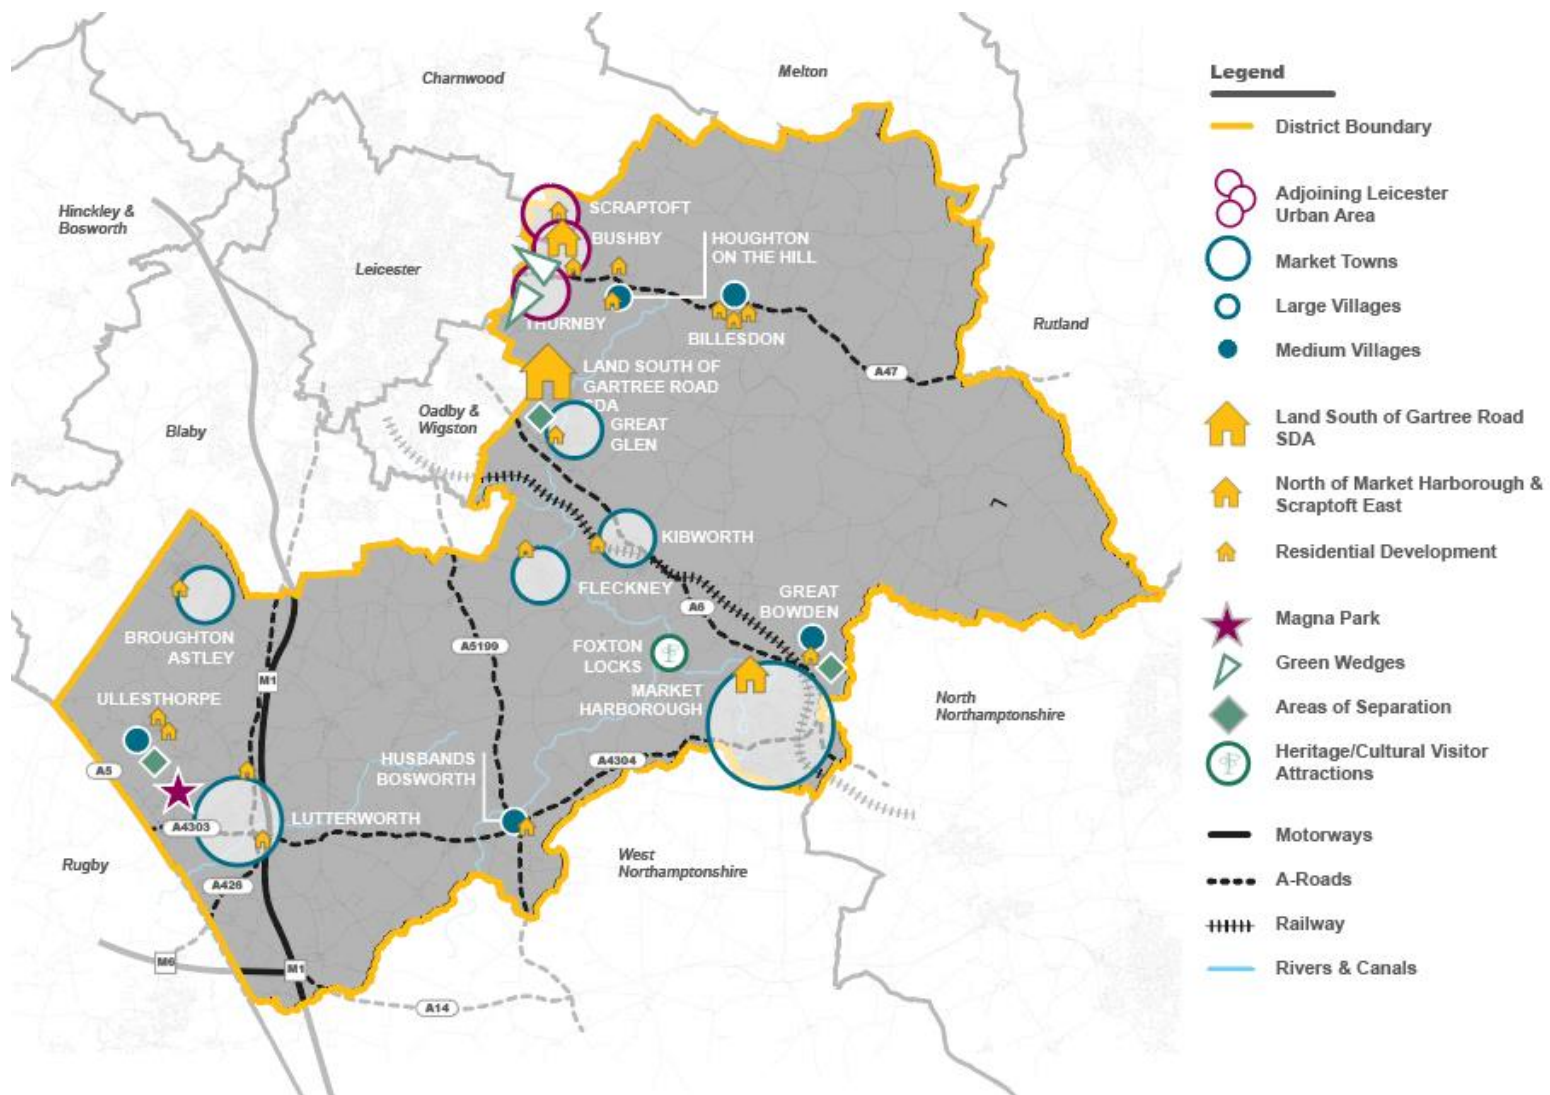 Charnwood
Melton
Hinckley &
Bosworth
Leicester
SCRAPTOFT
BUSHBY
HOUGHTON
ON THE HILL
THURNBY
BILLESDON
Rutland
A47
LAND SOUTH OF
GARTREE ROAD
SDA
Oadby &
Wigston
GREAT
GLEN
Blaby
KIBWORTH
FLECKNEY
GREAT
BOWDEN
A6
BROUGHTON
ASTLEY
A5199
FOXTON
LOCKS
M1
ULLESTHORPE
MARKET
HARBOROUGH
North
Northamptonshire
A5
HUSBANDS
BOSWORTH
A4304
A4303
LUTTERWORTH
Rugby
West
Northamptonshire
A426
M6
M1
A14
Legend
District Boundary
Adjoining Leicester
Urban Area
Market Towns
Large Villages
Medium Villages
Land South of Gartree Road
SDA
North of Market Harborough &
Scraptoft East
Residential Development
Magna Park
Green Wedges
Areas of Separation
Heritage/Cultural Visitor
Attractions
Motorways
A-Roads
Railway
Rivers & Canals